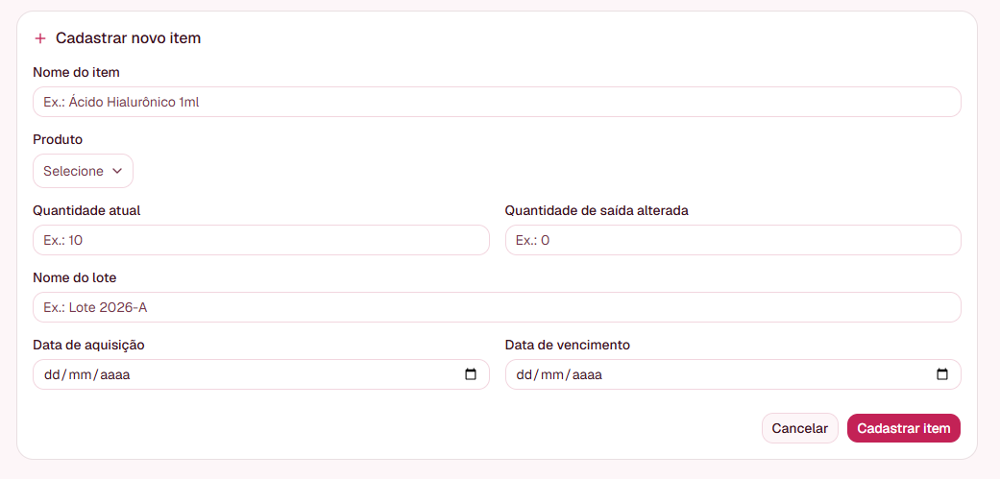 + Cadastrar novo item
Nome do item
Ex.: Ácido Hialurônico 1ml
Produto
Selecione
Quantidade atual
Quantidade de saída alterada
Ex.: 10
Ex.: 0
Nome do lote
Ex.: Lote 2026-A
Data de aquisição
Data de vencimento
dd/mm/aaaa
dd/mm/aaaa
Cancelar
Cadastrar item